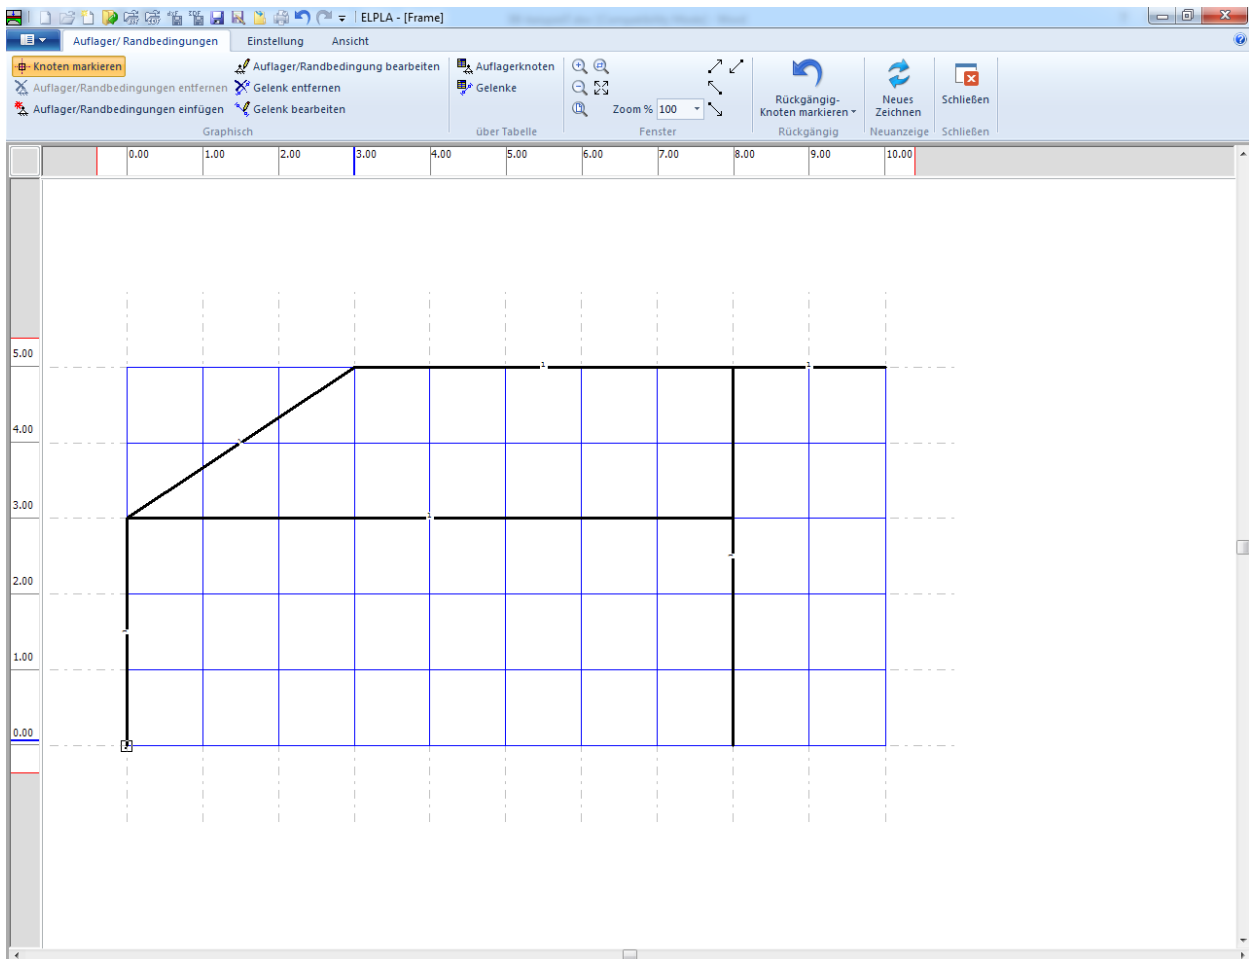 ELPLA - [Frame]
Auflager/ Randbedingungen Einstellung Ansicht
Knoten markieren Auflager/Randbedingung bearbeiten Auflagerknoten
Auflager/Randbedingungen entfernen Gelenk entfernen Gelenke
Auflager/Randbedingungen einfügen Gelenk bearbeiten Zoom % 100
Rückgängig-
Knoten markieren
Neues
Zeichnen
Schließen
Graphisch über Tabelle Fenster Rückgängig Neuanzeige Schließen
0.00 1.00 2.00 3.00 4.00 5.00 6.00 7.00 8.00 9.00 10.00
5.00
1 1
4.00
3.00
1
2.00
1.00
0.00